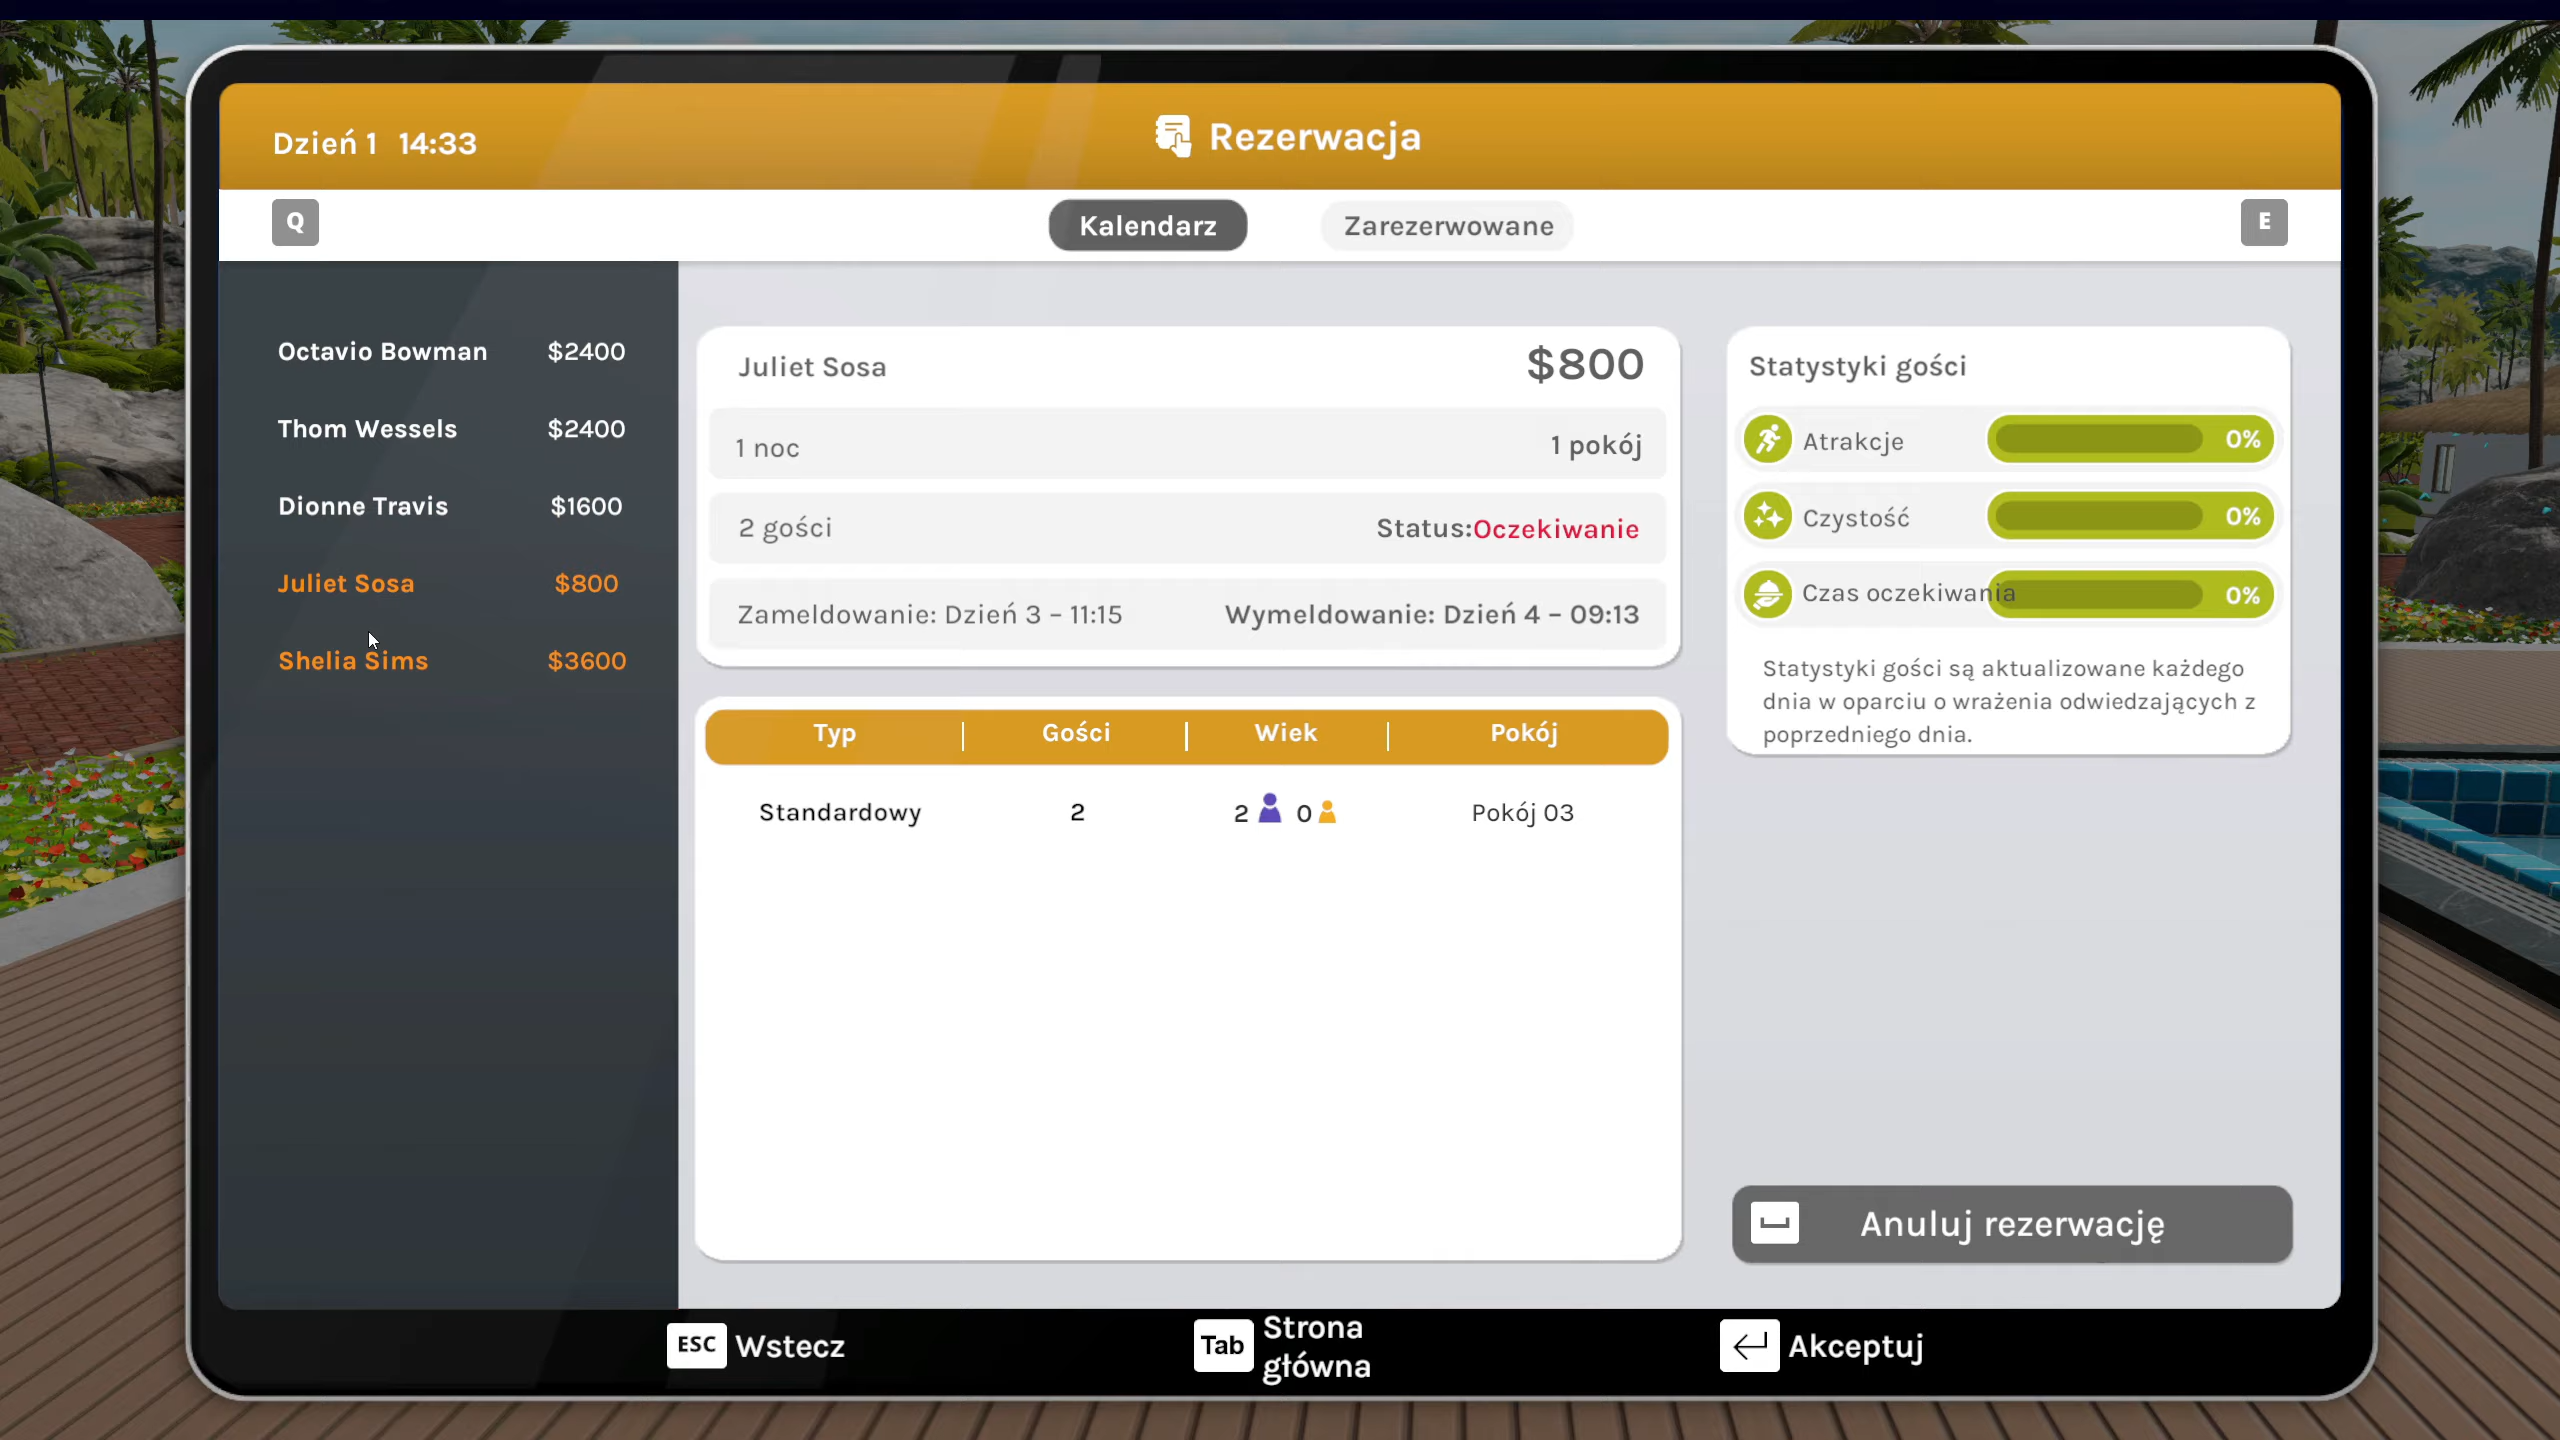 Dzień 1 14:33
Rezerwacja
Q
Kalendarz
Zarezerwowane
E
Octavio Bowman $2400
Thom Wessels $2400
Dionne Travis $1600
Juliet Sosa $800
Shelia Sims $3600
Juliet Sosa $800
1 noc 1 pokój
2 gości Status:Oczekiwanie
Zameldowanie: Dzień 3 – 11:15 Wymeldowanie: Dzień 4 – 09:13
Typ | Gości | Wiek | Pokój
Standardowy 2 2 0 Pokój 03
Statystyki gości
Atrakcje 0%
Czystość 0%
Czas oczekiwania 0%
Statystyki gości są aktualizowane każdego
dnia w oparciu o wrażenia odwiedzających z
poprzedniego dnia.
Anuluj rezerwację
ESC Wstecz
Tab Strona
główna
Akceptuj